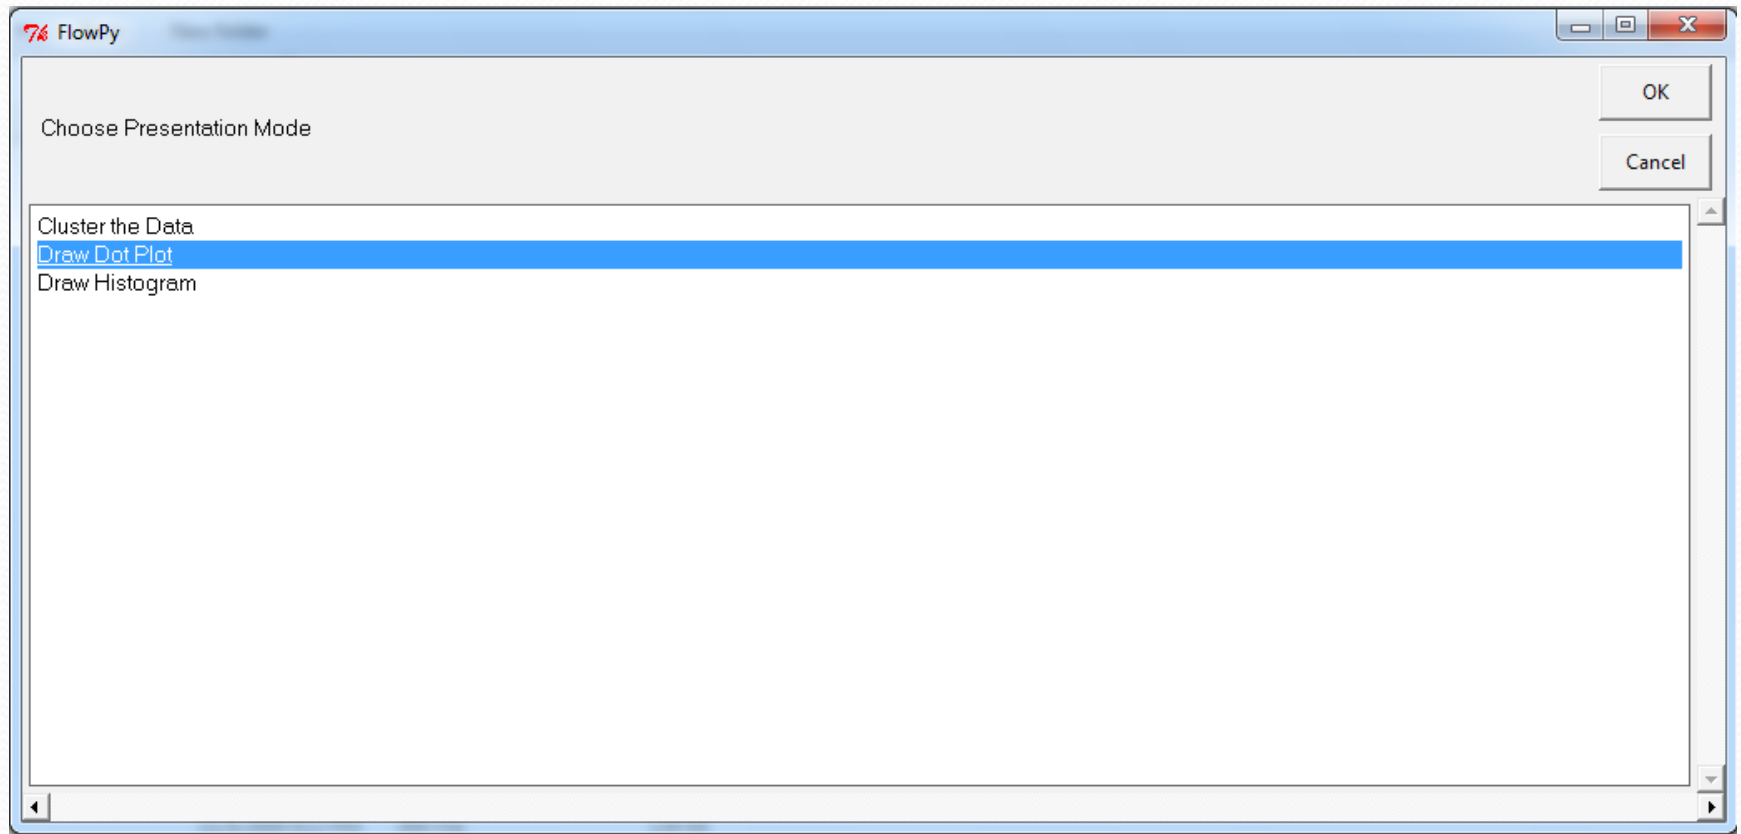 FlowPy
OK
Choose Presentation Mode
Cancel
Cluster the Data
Draw Dot Plot
Draw Histogram